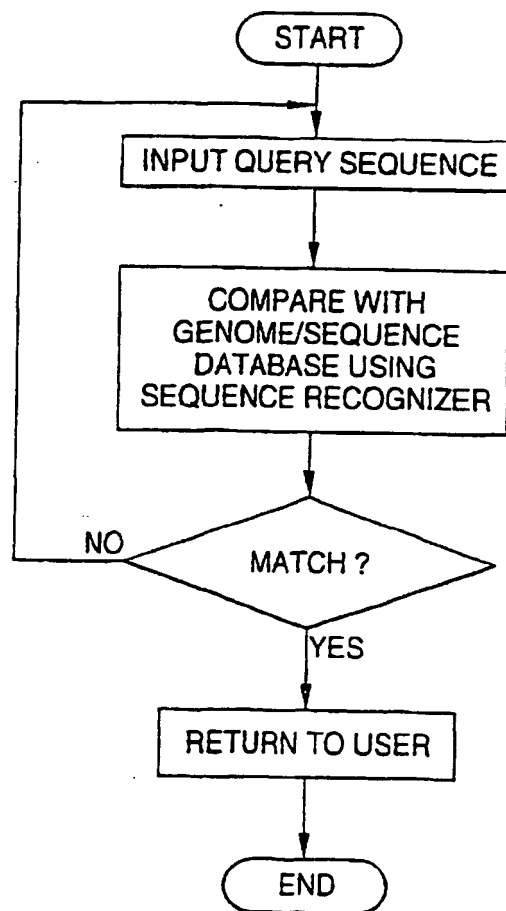 START
INPUT QUERY SEQUENCE
COMPARE WITH
GENOME/SEQUENCE
DATABASE USING
SEQUENCE RECOGNIZER
NO
MATCH ?
YES
RETURN TO USER
END